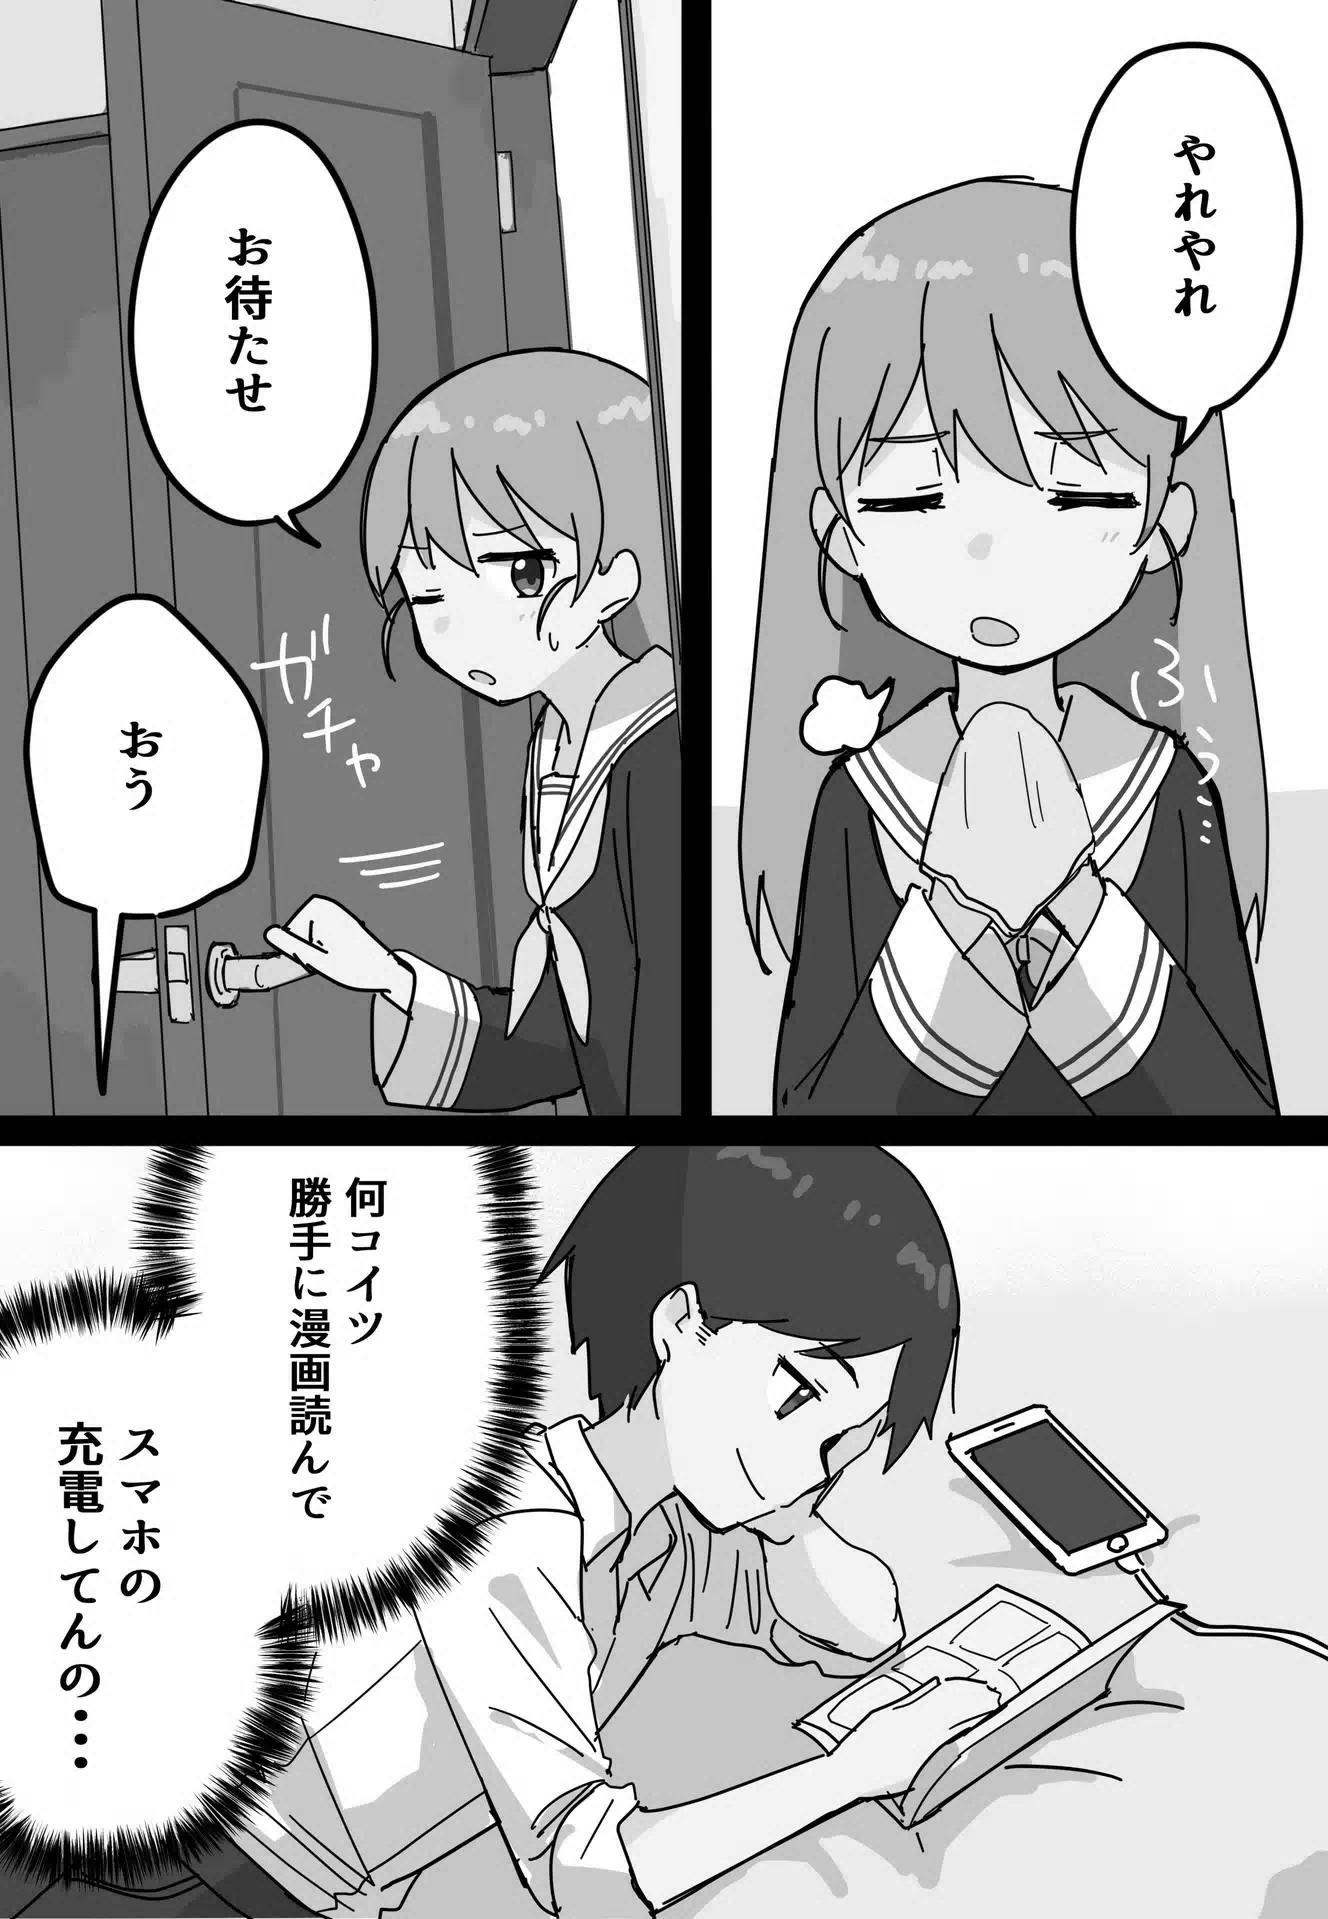 やれやれ
ふぅ…
お待たせ
ガチャ
おう
何コイツ
勝手に漫画読んで
スマホの
充電してんの…